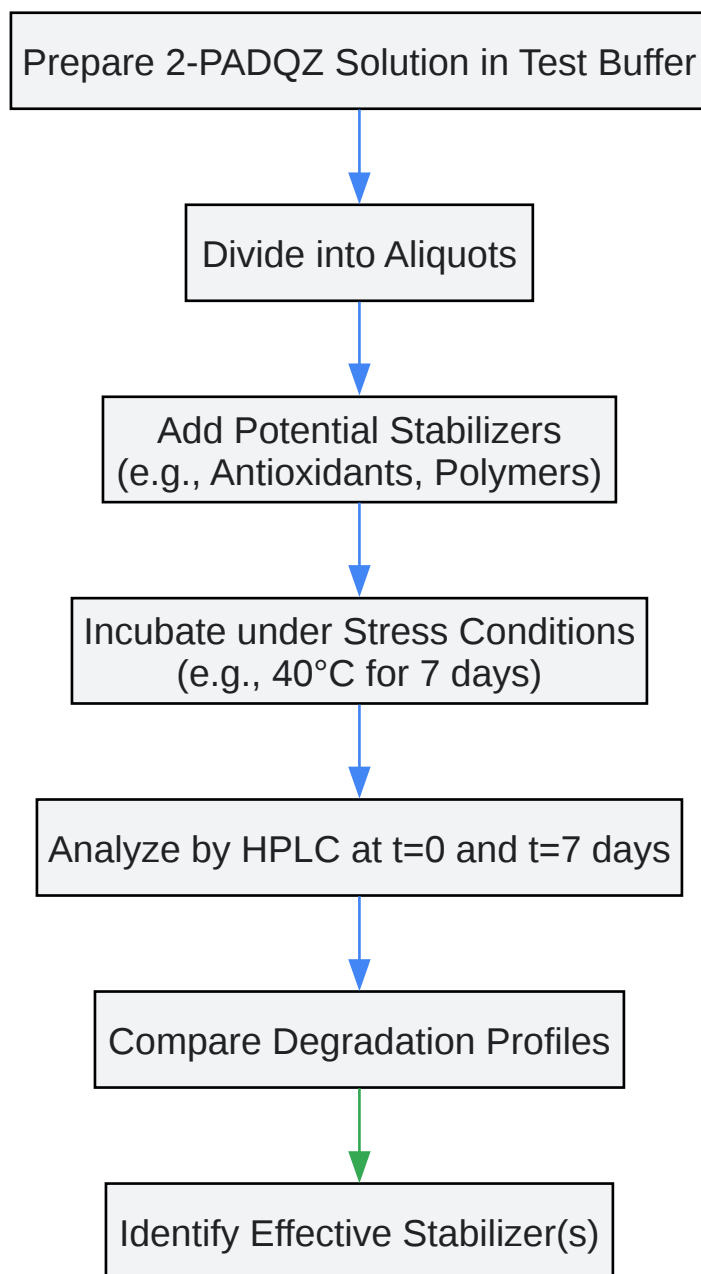 Prepare 2-PADQZ Solution in Test Buffer
Divide into Aliquots
Add Potential Stabilizers
(e.g., Antioxidants, Polymers)
Incubate under Stress Conditions
(e.g., 40°C for 7 days)
Analyze by HPLC at t=0 and t=7 days
Compare Degradation Profiles
Identify Effective Stabilizer(s)